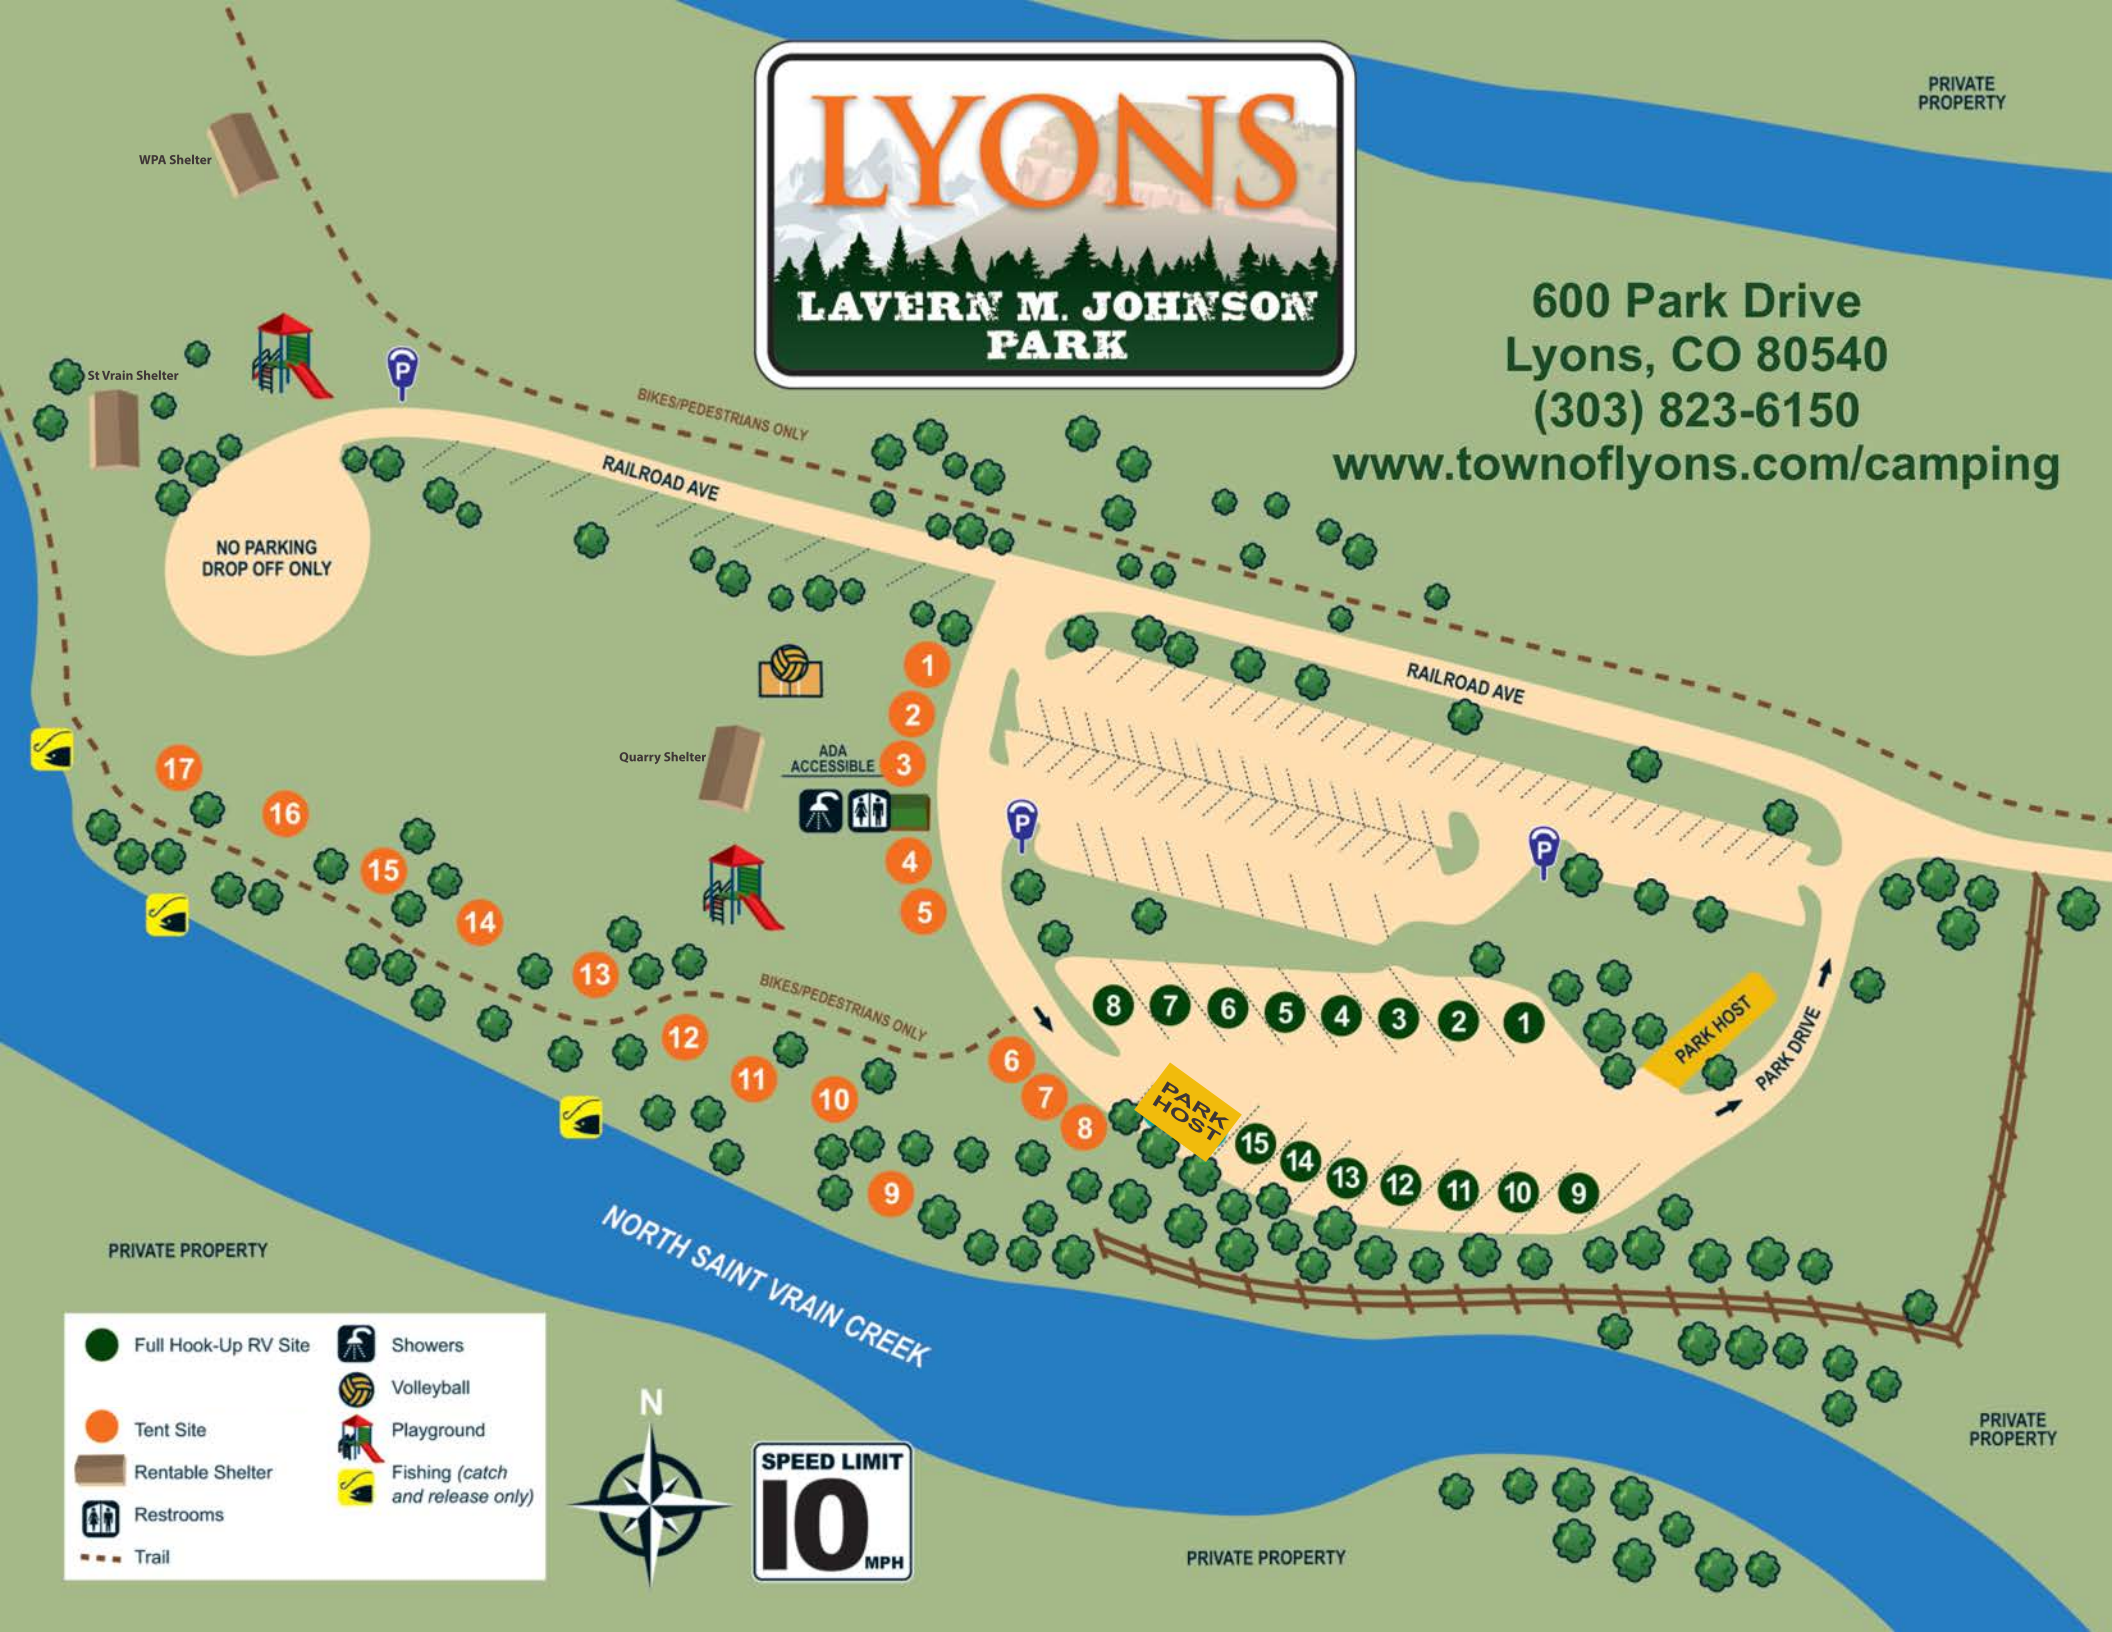 PRIVATE
PROPERTY
LYONS
LAVERN M. JOHNSON
PARK
600 Park Drive
Lyons, CO 80540
(303) 823-6150
www.townoflyons.com/camping
WPA Shelter
St Vrain Shelter
P
BIKES/PEDESTRIANS ONLY
RAILROAD AVE
NO PARKING
DROP OFF ONLY
1
2
Quarry Shelter
ADA
ACCESSIBLE
3
4
5
RAILROAD AVE
P
P
17
16
15
14
13
12
11
10
9
BIKES/PEDESTRIANS ONLY
6
7
8
8
7
6
5
4
3
2
1
PARK HOST
PARK DRIVE
PARK
HOST
15
14
13
12
11
10
9
NORTH SAINT VRAIN CREEK
PRIVATE PROPERTY
Full Hook-Up RV Site
Tent Site
Rentable Shelter
Restrooms
Trail
Showers
Volleyball
Playground
Fishing (catch
and release only)
N
SPEED LIMIT
10
MPH
PRIVATE PROPERTY
PRIVATE
PROPERTY